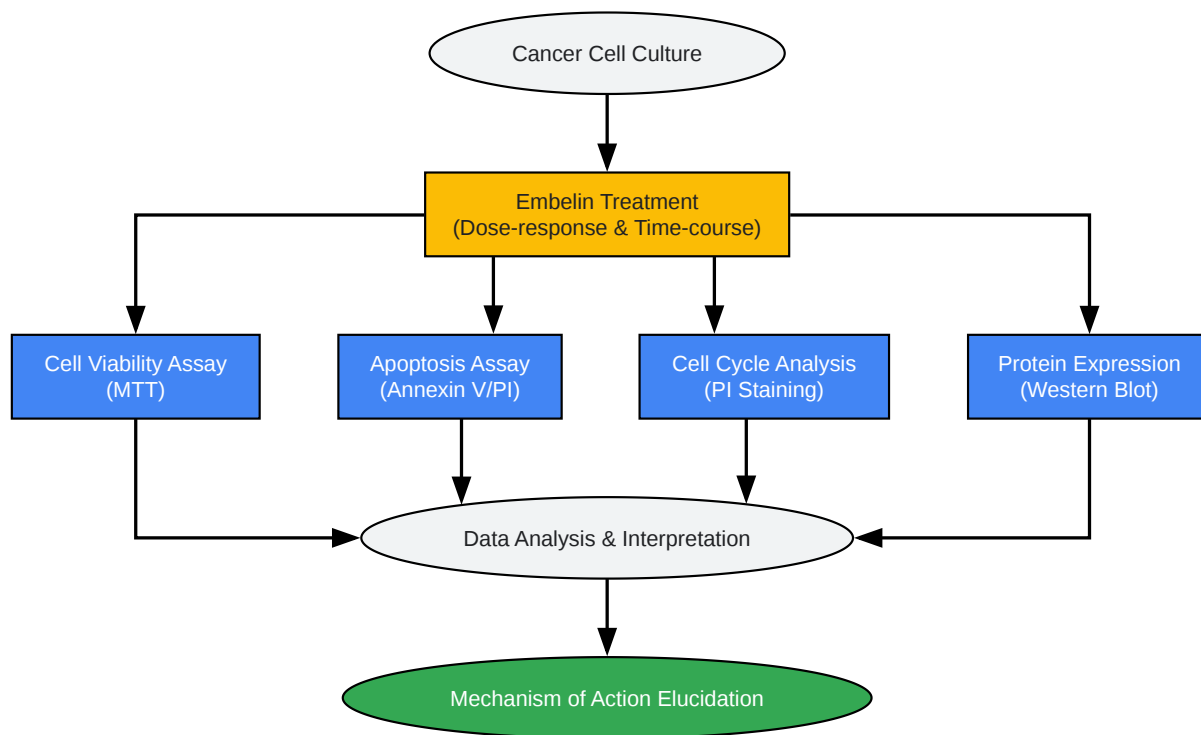 Cancer Cell Culture
Embelin Treatment
(Dose-response & Time-course)
Cell Viability Assay
(MTT)
Apoptosis Assay
(Annexin V/PI)
Cell Cycle Analysis
(PI Staining)
Protein Expression
(Western Blot)
Data Analysis & Interpretation
Mechanism of Action Elucidation